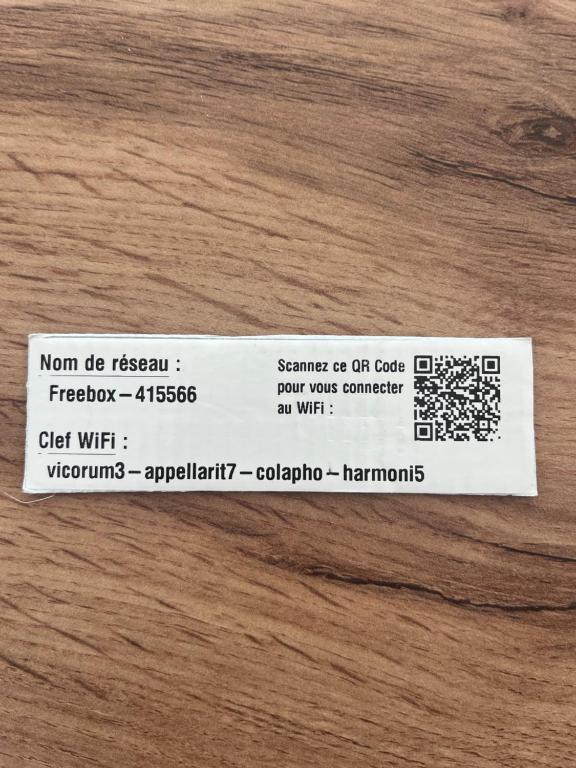 Nom de réseau :
Freebox-415566
Clef WiFi :
vicorum3-appellarit7-colapho-harmoni5
Scannez ce QR Code
pour vous connecter
au WiFi :